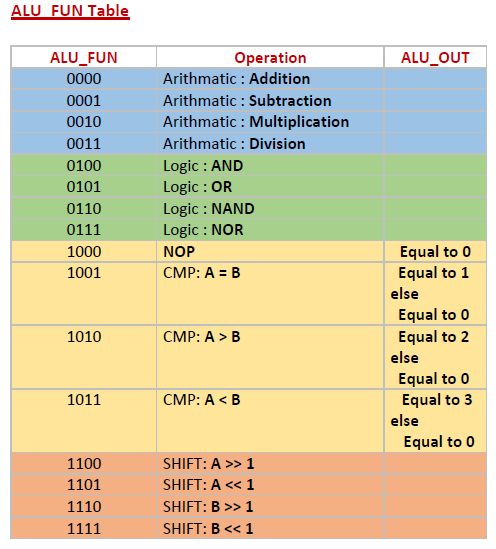 ALU_FUN Table
ALU_FUN Operation ALU_OUT
0000 Arithmatic : Addition
0001 Arithmatic : Subtraction
0010 Arithmatic : Multiplication
0011 Arithmatic : Division
0100 Logic : AND
0101 Logic : OR
0110 Logic : NAND
0111 Logic : NOR
1000 NOP Equal to 0
1001 CMP: A = B Equal to 1
else
Equal to 0
1010 CMP: A > B Equal to 2
else
Equal to 0
1011 CMP: A < B Equal to 3
else
Equal to 0
1100 SHIFT: A >> 1
1101 SHIFT: A << 1
1110 SHIFT: B >> 1
1111 SHIFT: B << 1